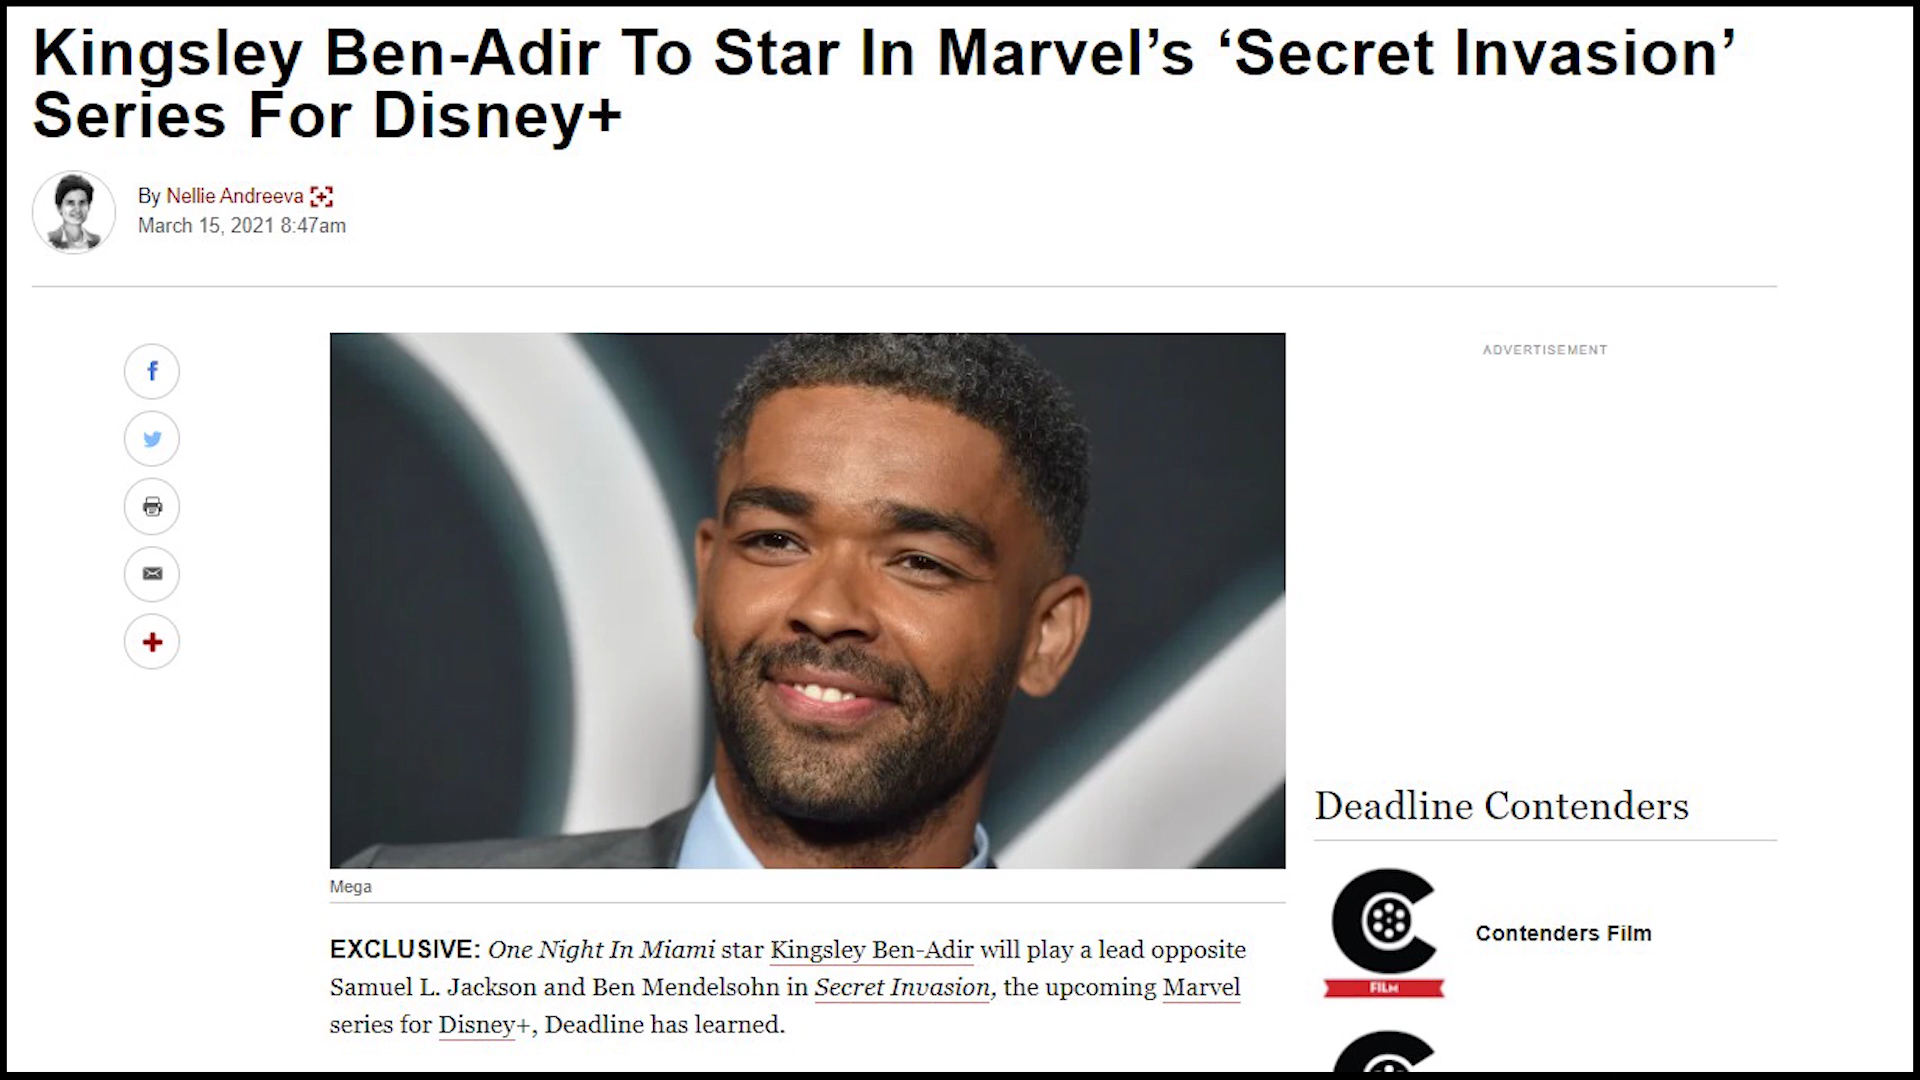 Kingsley Ben-Adir To Star In Marvel’s ‘Secret Invasion’
Series For Disney+
By Nellie Andreeva
March 15, 2021 8:47am
ADVERTISEMENT
Mega
EXCLUSIVE: One Night In Miami star Kingsley Ben-Adir will play a lead opposite
Samuel L. Jackson and Ben Mendelsohn in Secret Invasion, the upcoming Marvel
series for Disney+, Deadline has learned.
Deadline Contenders
Contenders Film
FILM